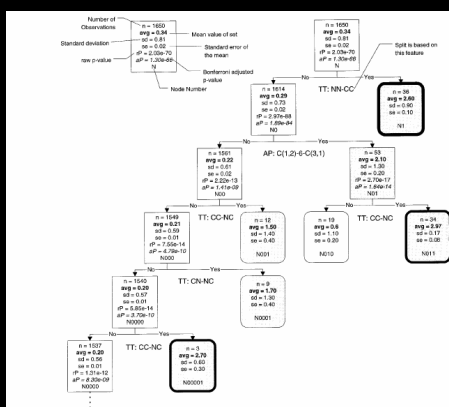 Number of
Observations
n = 1650
avg = 0.34
sd = 0.81
se = 0.02
rP = 2.03e-70
aP = 1.30e-66
N
Mean value of set
Standard deviation
Standard error of
the mean
raw p-value
Bonferroni adjusted
p-value
Node Number
n = 1650
avg = 0.34
sd = 0.81
se = 0.02
rP = 2.03e-70
aP = 1.30e-66
N
Split is based on
this feature
No
TT: NN-CC
Yes
n = 1614
avg = 0.29
sd = 0.73
se = 0.02
rP = 2.97e-88
aP = 1.89e-84
N0
n = 36
avg = 2.60
sd = 0.90
se = 0.10
N1
No
AP: C(1,2)-6-C(3,1)
Yes
n = 1561
avg = 0.22
sd = 0.61
se = 0.02
rP = 2.22e-13
aP = 1.41e-09
N00
n = 53
avg = 2.10
sd = 1.30
se = 0.20
rP = 2.70e-17
aP = 1.64e-14
N01
No
TT: CC-NC
Yes
No
TT: CC-NC
Yes
n = 1549
avg = 0.21
sd = 0.59
se = 0.01
rP = 7.55e-14
aP = 4.79e-10
N000
n = 12
avg = 1.50
sd = 1.40
se = 0.40
N001
n = 19
avg = 0.6
sd = 1.10
se = 0.20
N010
n = 34
avg = 2.97
sd = 0.17
se = 0.08
N011
No
TT: CN-NC
Yes
n = 1540
avg = 0.20
sd = 0.57
se = 0.01
rP = 5.85e-14
aP = 3.70e-10
N0000
n = 9
avg = 1.70
sd = 1.30
se = 0.40
N0001
No
TT: CC-NC
Yes
n = 1537
avg = 0.20
sd = 0.56
se = 0.01
rP = 1.31e-12
aP = 8.30e-09
N0000
n = 3
avg = 2.70
sd = 0.60
se = 0.30
N00001